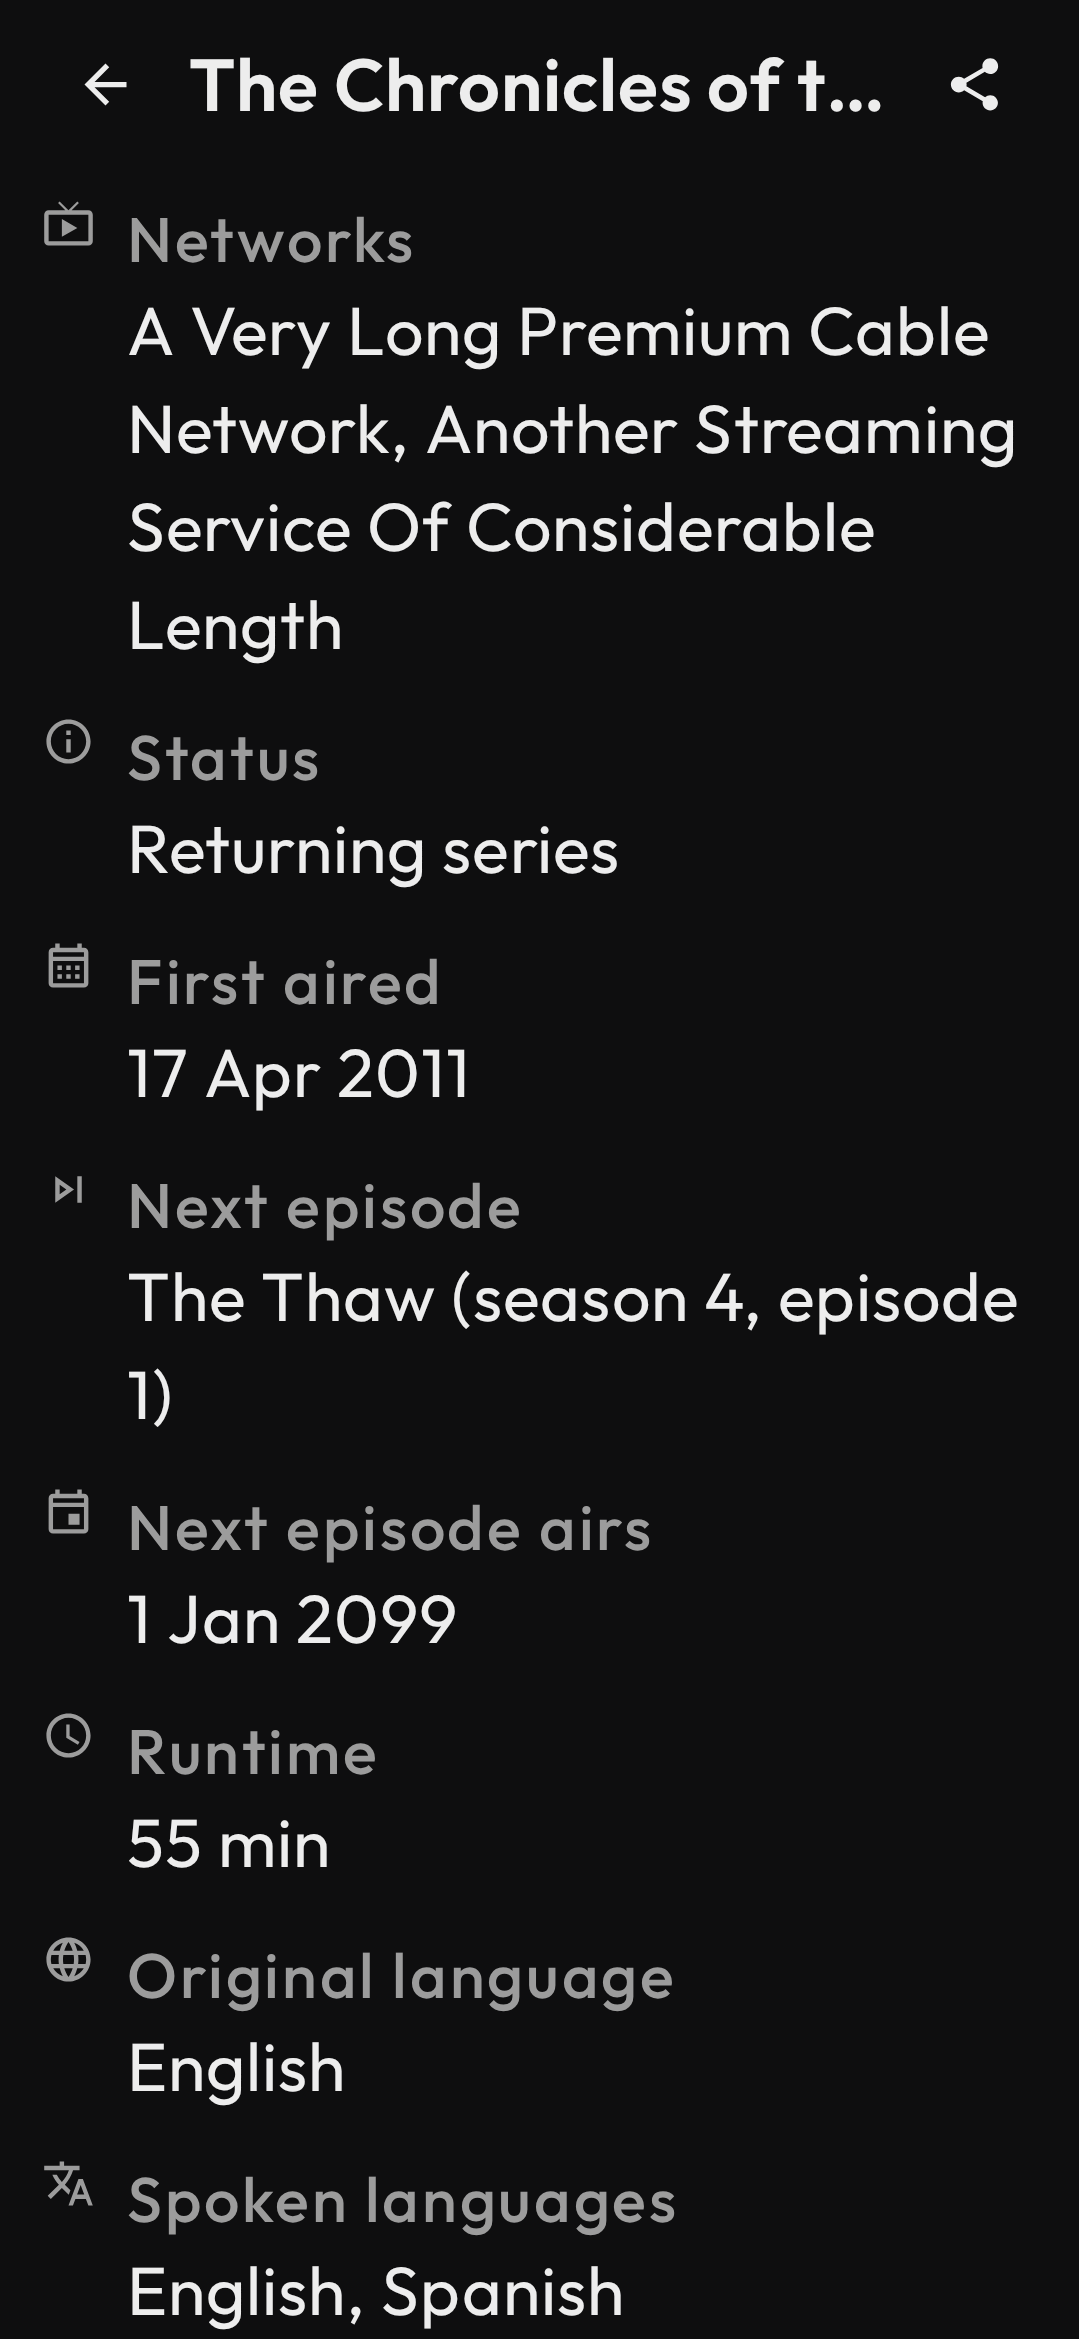 The Chronicles of t...
Networks
A Very Long Premium Cable
Network, Another Streaming
Service Of Considerable
Length
Status
Returning series
First aired
17 Apr 2011
Next episode
The Thaw (season 4, episode
1)
Next episode airs
1 Jan 2099
Runtime
55 min
Original language
English
Spoken languages
English, Spanish